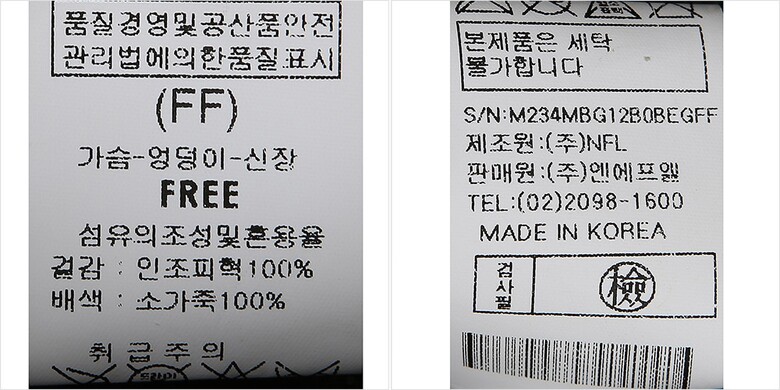 품질경영및공산품안전
관리법에의한품질표시
(FF)
가슴-엉덩이-신장
FREE
섬유의조성및혼용율
겉감 : 인조피혁100%
배색 : 소가죽100%
취급주의
드라이
본제품은 세탁
불가합니다
S/N:M234MBG12B0BEGFF
제조원:(주)NFL
판매원:(주)엔에프엘
TEL:(02)2098-1600
MADE IN KOREA
검사필
檢